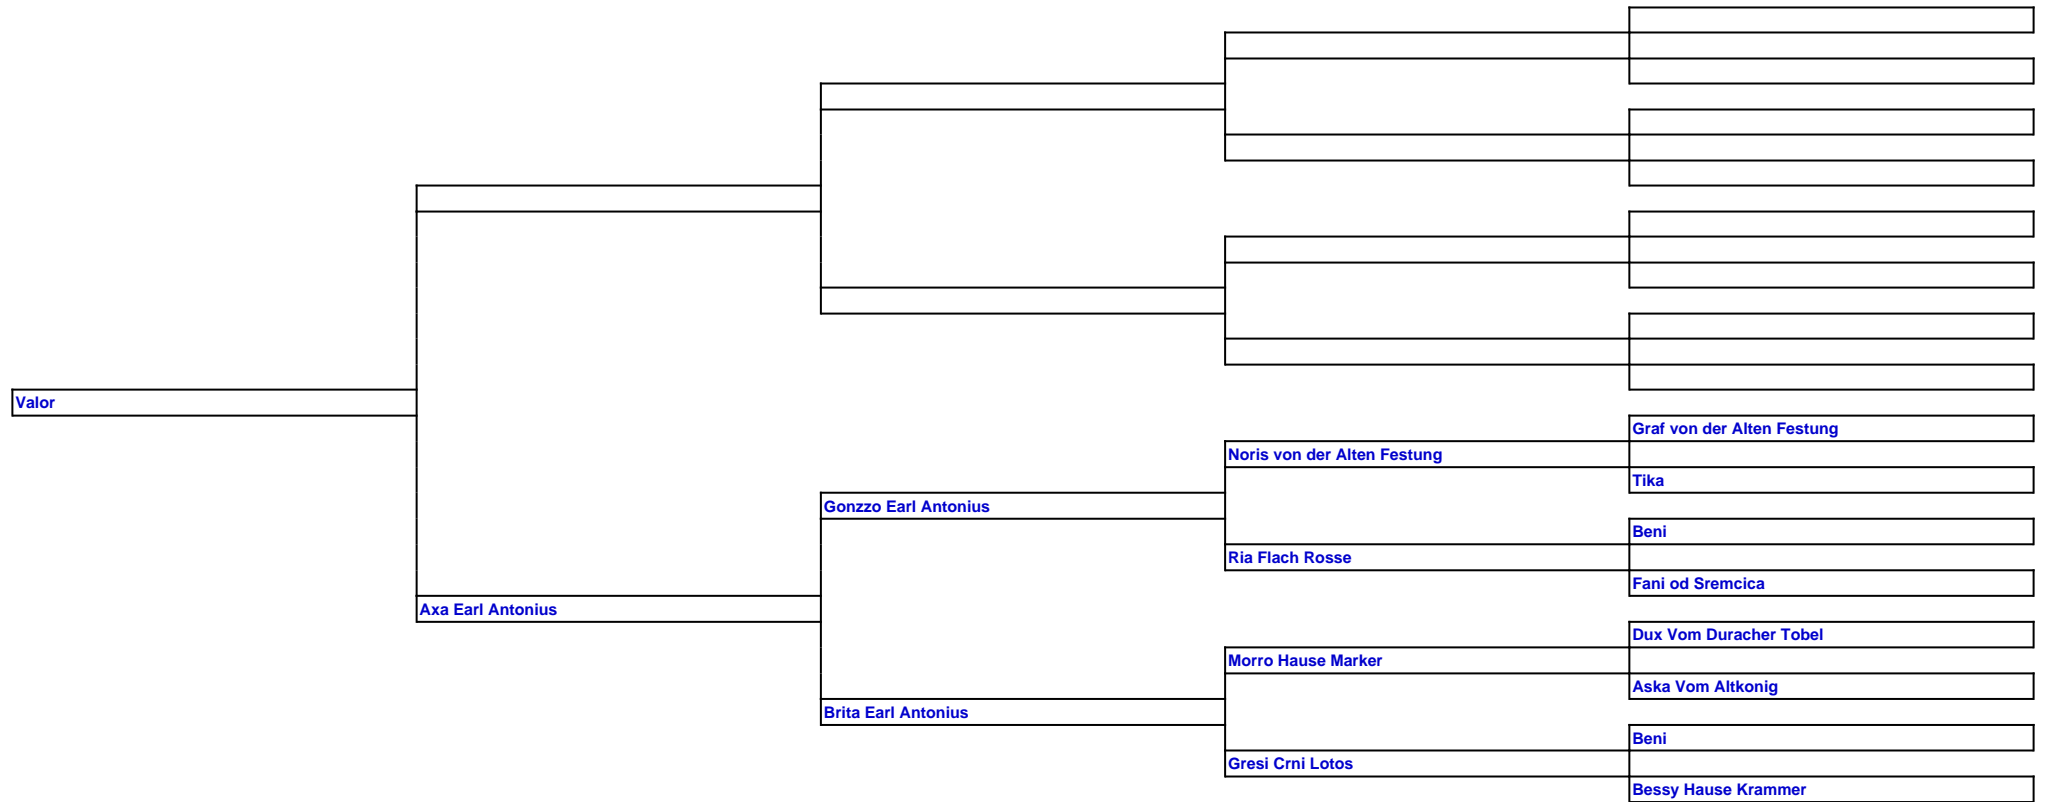 Valor
Graf von der Alten Festung
Noris von der Alten Festung
Tika
Gonzzo Earl Antonius
Beni
Ria Flach Rosse
Fani od Sremcica
Axa Earl Antonius
Dux Vom Duracher Tobel
Morro Hause Marker
Aska Vom Altkonig
Brita Earl Antonius
Beni
Gresi Crni Lotos
Bessy Hause Krammer